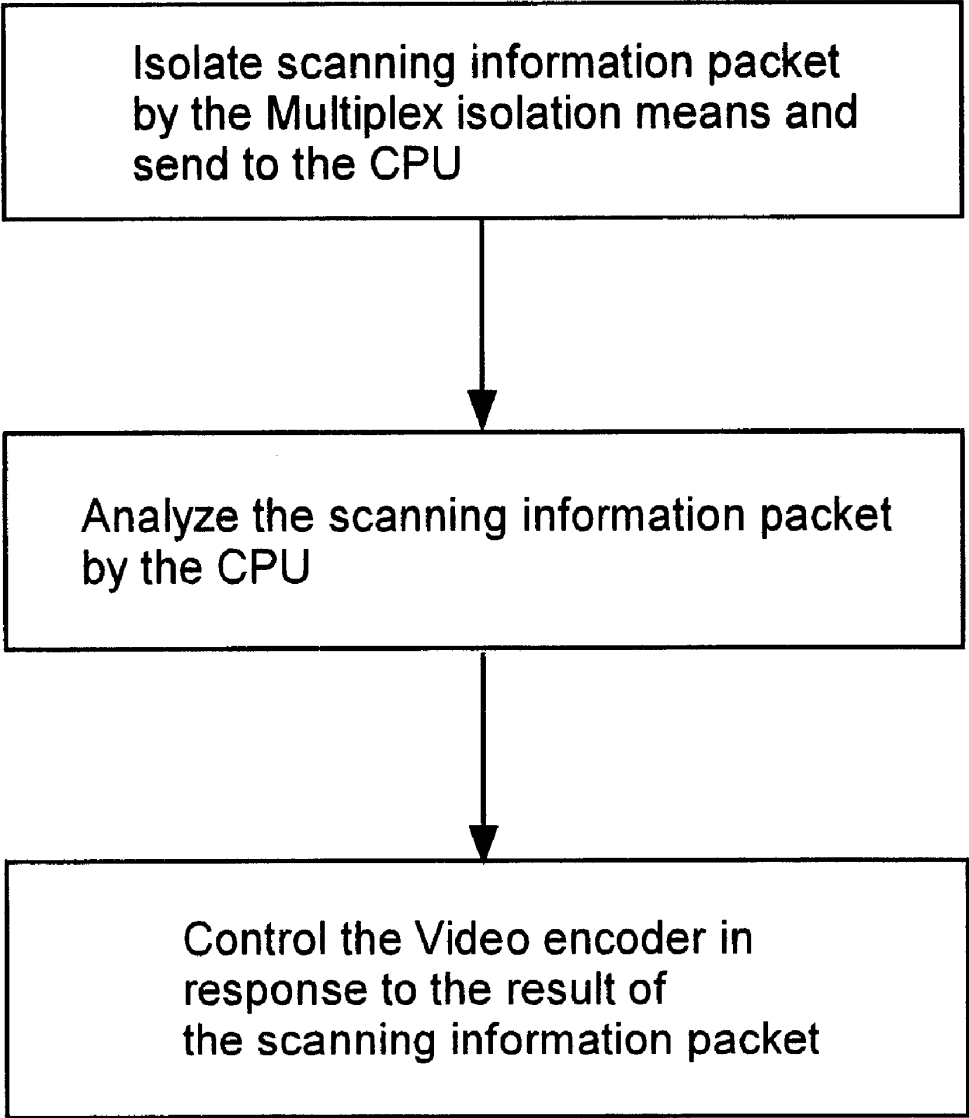 Isolate scanning information packet
by the Multiplex isolation means and
send to the CPU
Analyze the scanning information packet
by the CPU
Control the Video encoder in
response to the result of
the scanning information packet